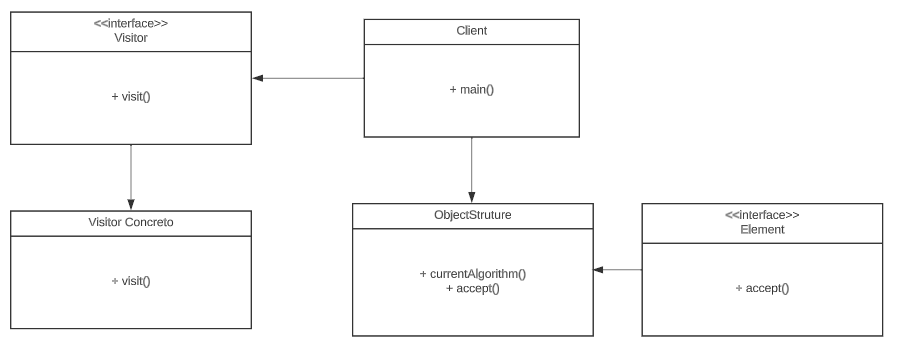 <<interface>>
Visitor
+ visit()
Client
+ main()
Visitor Concreto
+ visit()
ObjectStruture
+ currentAlgorithm()
+ accept()
<<interface>>
Element
+ accept()